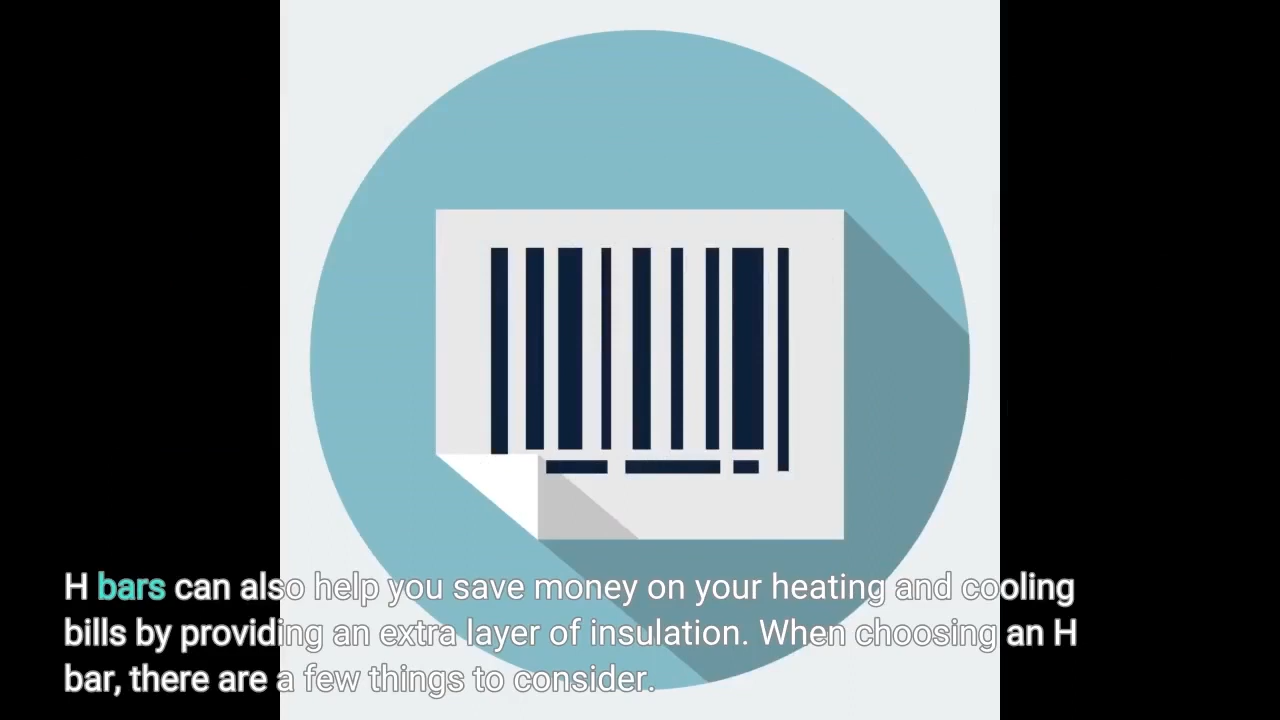 H bars can also help you save money on your heating and cooling
bills by providing an extra layer of insulation. When choosing an H
bar, there are a few things to consider.